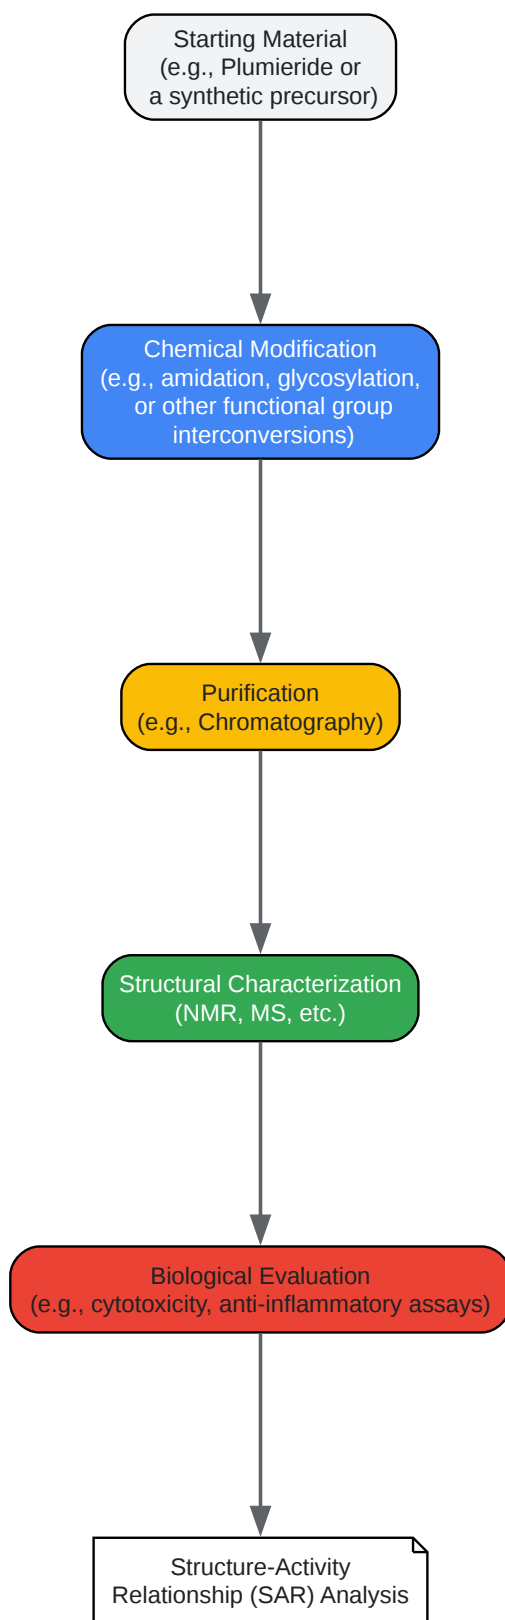 Starting Material
(e.g., Plumieride or
a synthetic precursor)
Chemical Modification
(e.g., amidation, glycosylation,
or other functional group
interconversions)
Purification
(e.g., Chromatography)
Structural Characterization
(NMR, MS, etc.)
Biological Evaluation
(e.g., cytotoxicity, anti-inflammatory assays)
Structure-Activity
Relationship (SAR) Analysis